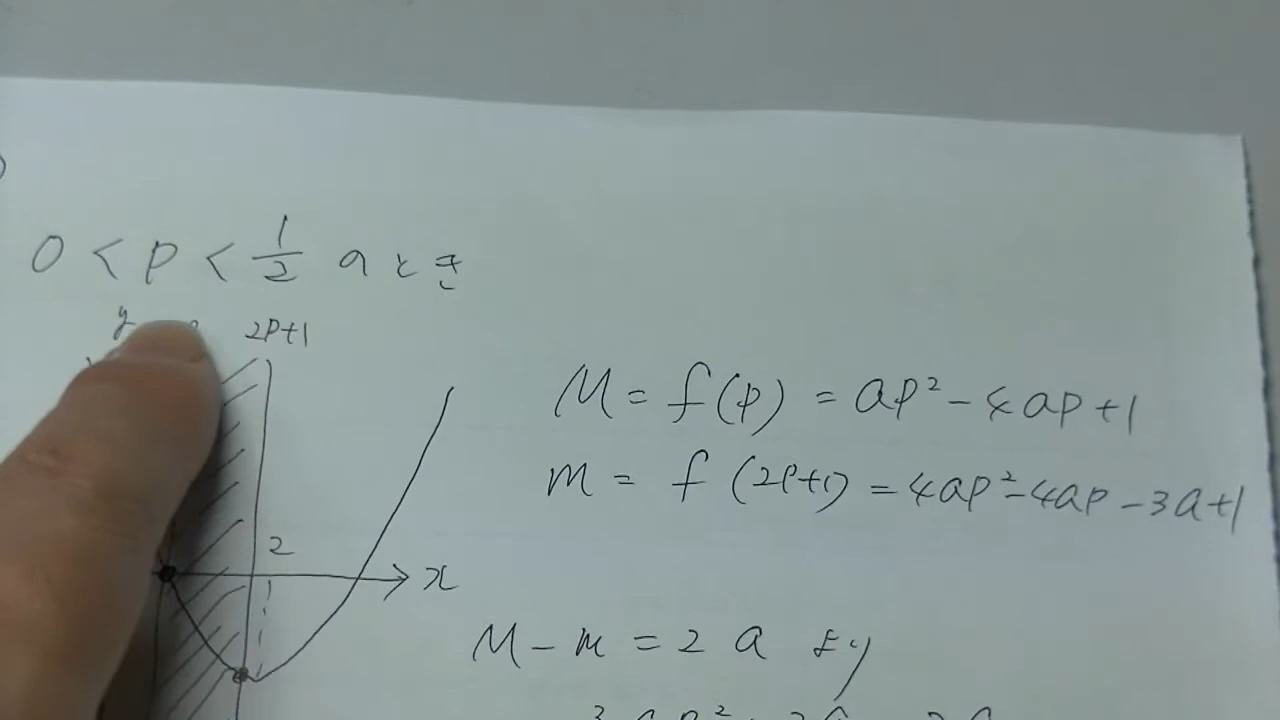 0 < p < 1/2 のとき
y
2p+1
M = f(p) = ap² - 4ap + 1
m = f(2p+1) = 4ap² - 4ap - 3a + 1
2
x
M - m = 2a より